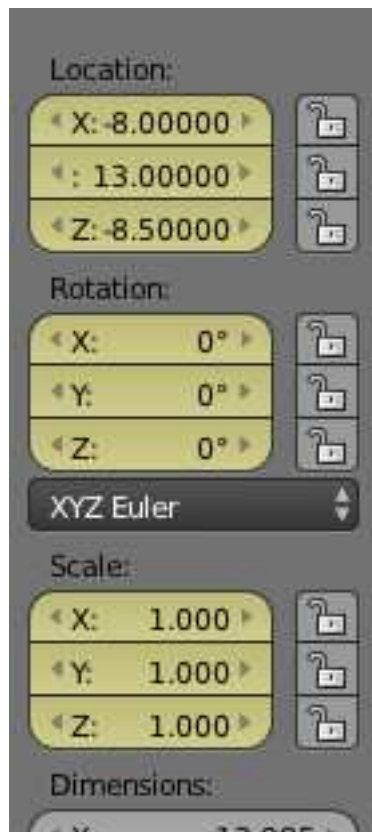 Location:
X:-8.00000
: 13.00000
Z:-8.50000
Rotation:
X: 0°
Y: 0°
Z: 0°
XYZ Euler
Scale:
X: 1.000
Y: 1.000
Z: 1.000
Dimensions: